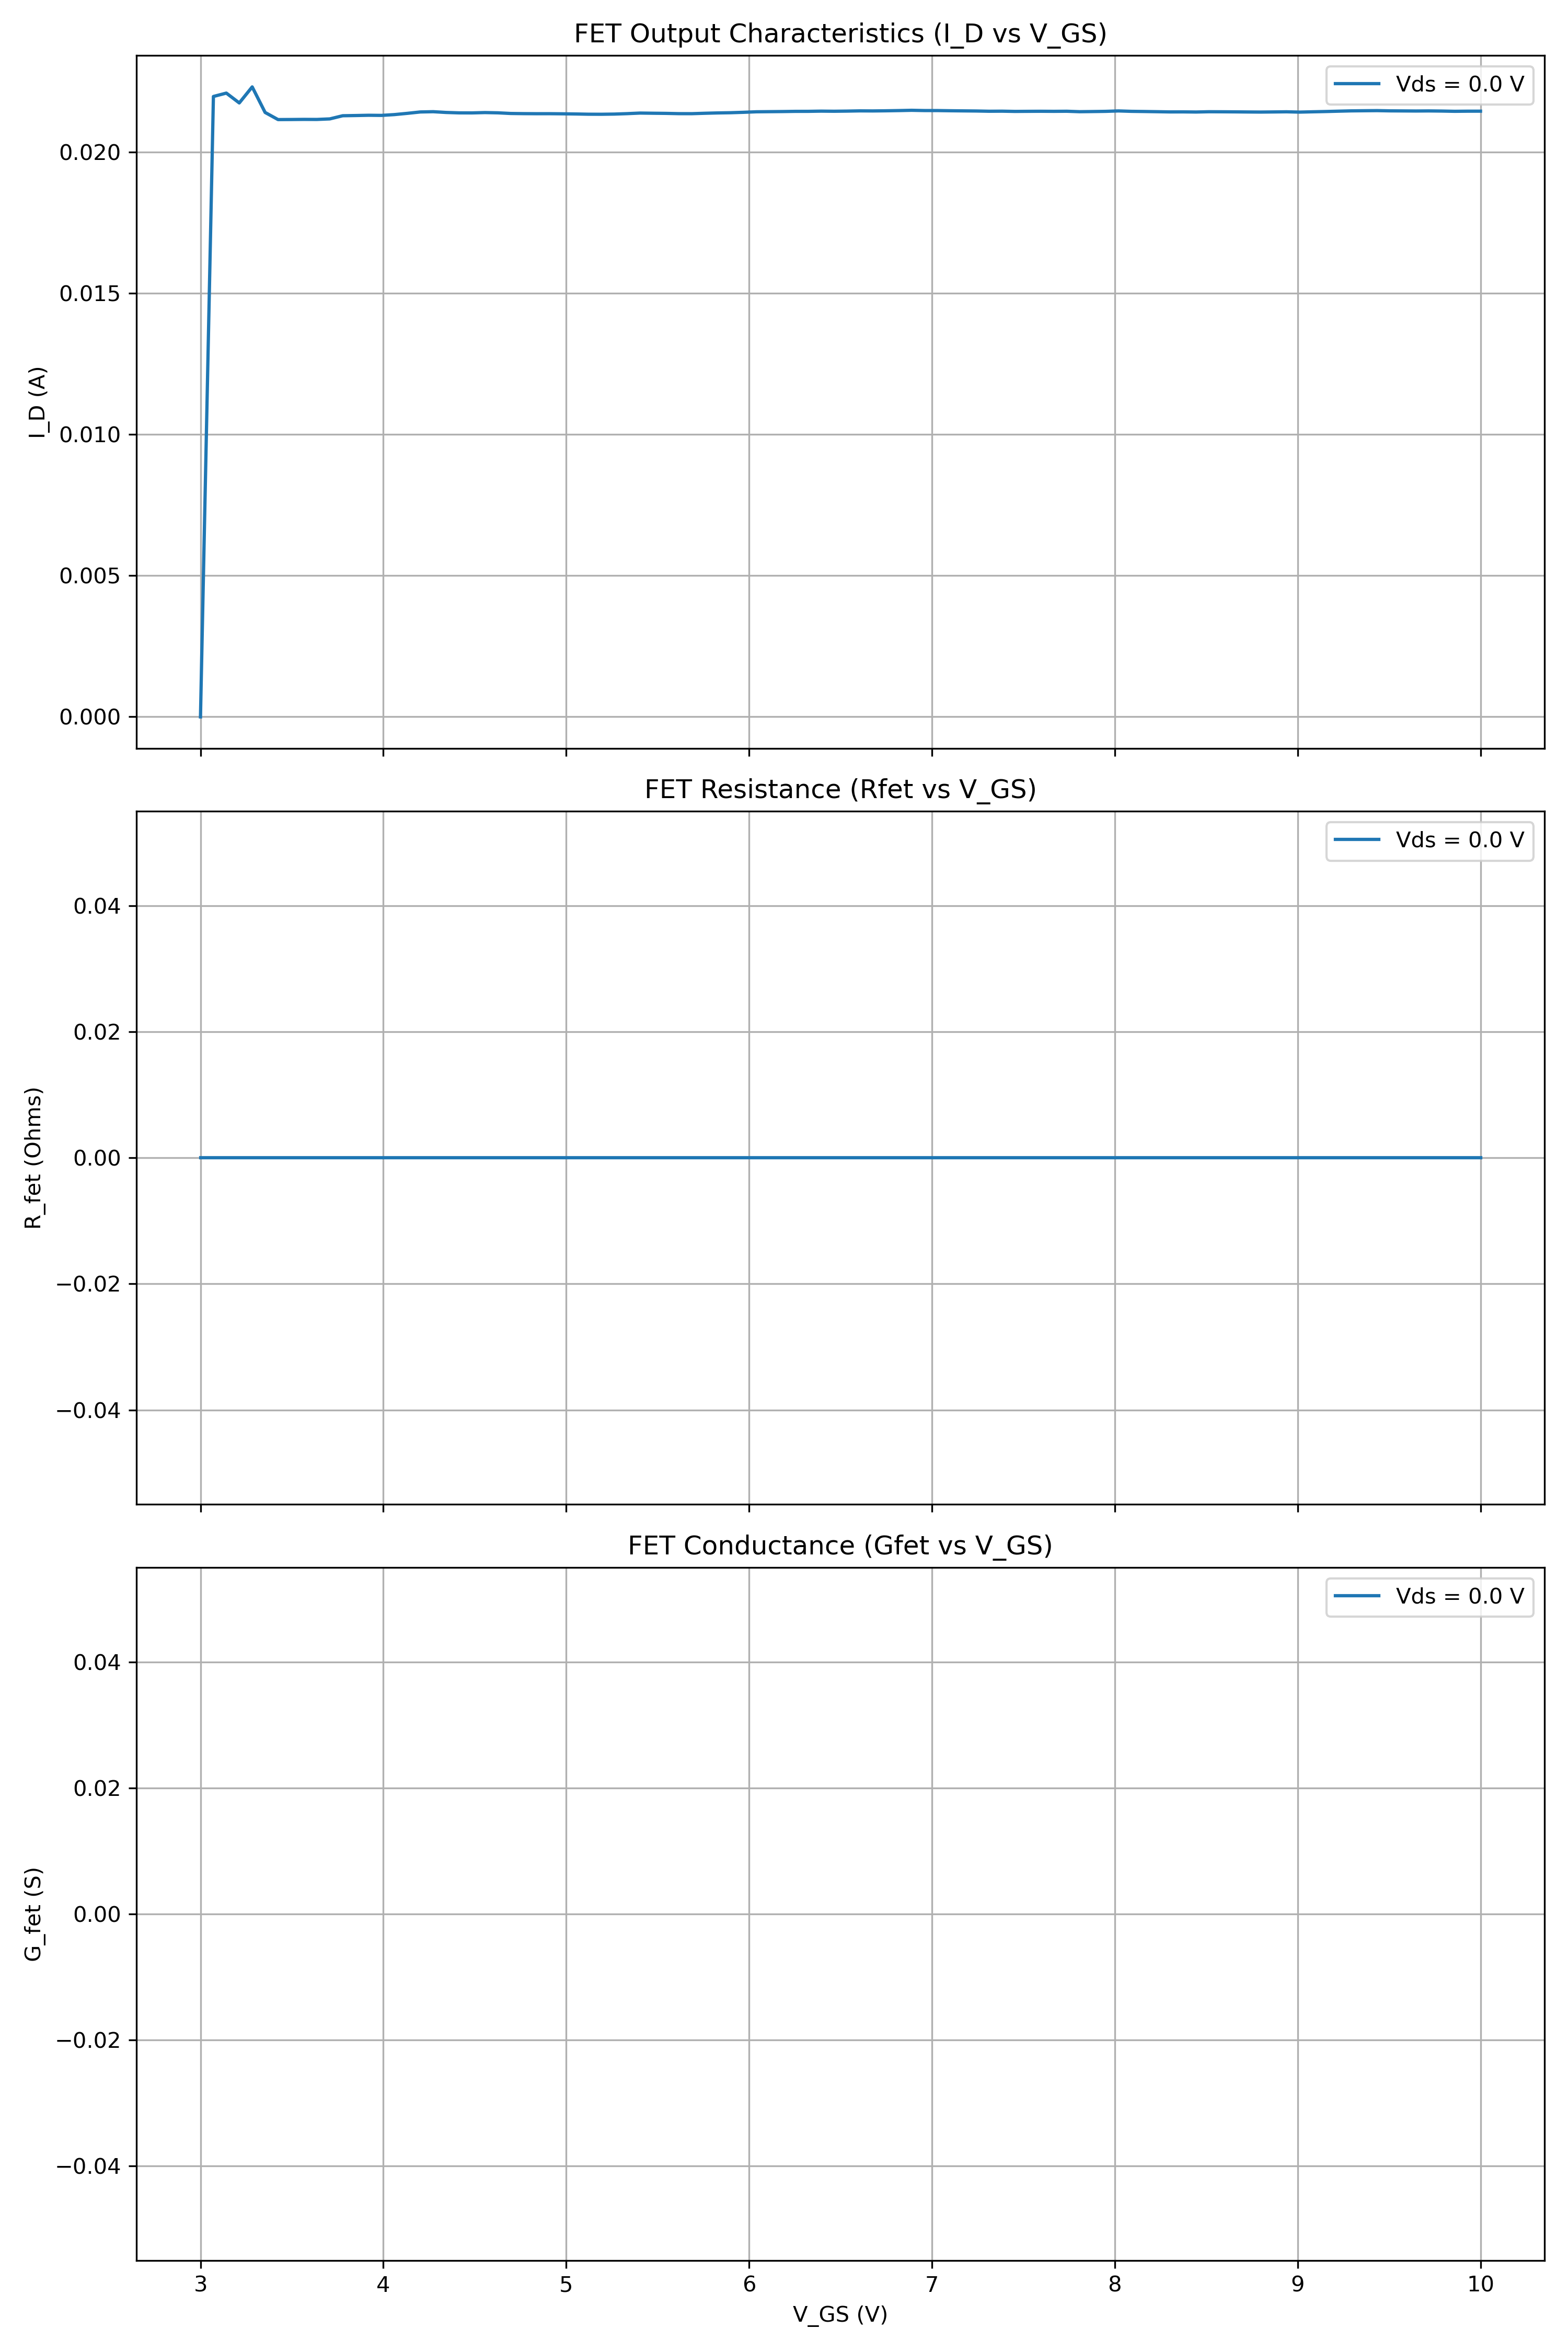 FET Output Characteristics (I_D vs V_GS)
Vds = 0.0 V
I_D (A)
0.020
0.015
0.010
0.005
0.000
FET Resistance (Rfet vs V_GS)
Vds = 0.0 V
R_fet (Ohms)
0.04
0.02
0.00
−0.02
−0.04
FET Conductance (Gfet vs V_GS)
Vds = 0.0 V
G_fet (S)
0.04
0.02
0.00
−0.02
−0.04
3 4 5 6 7 8 9 10
V_GS (V)